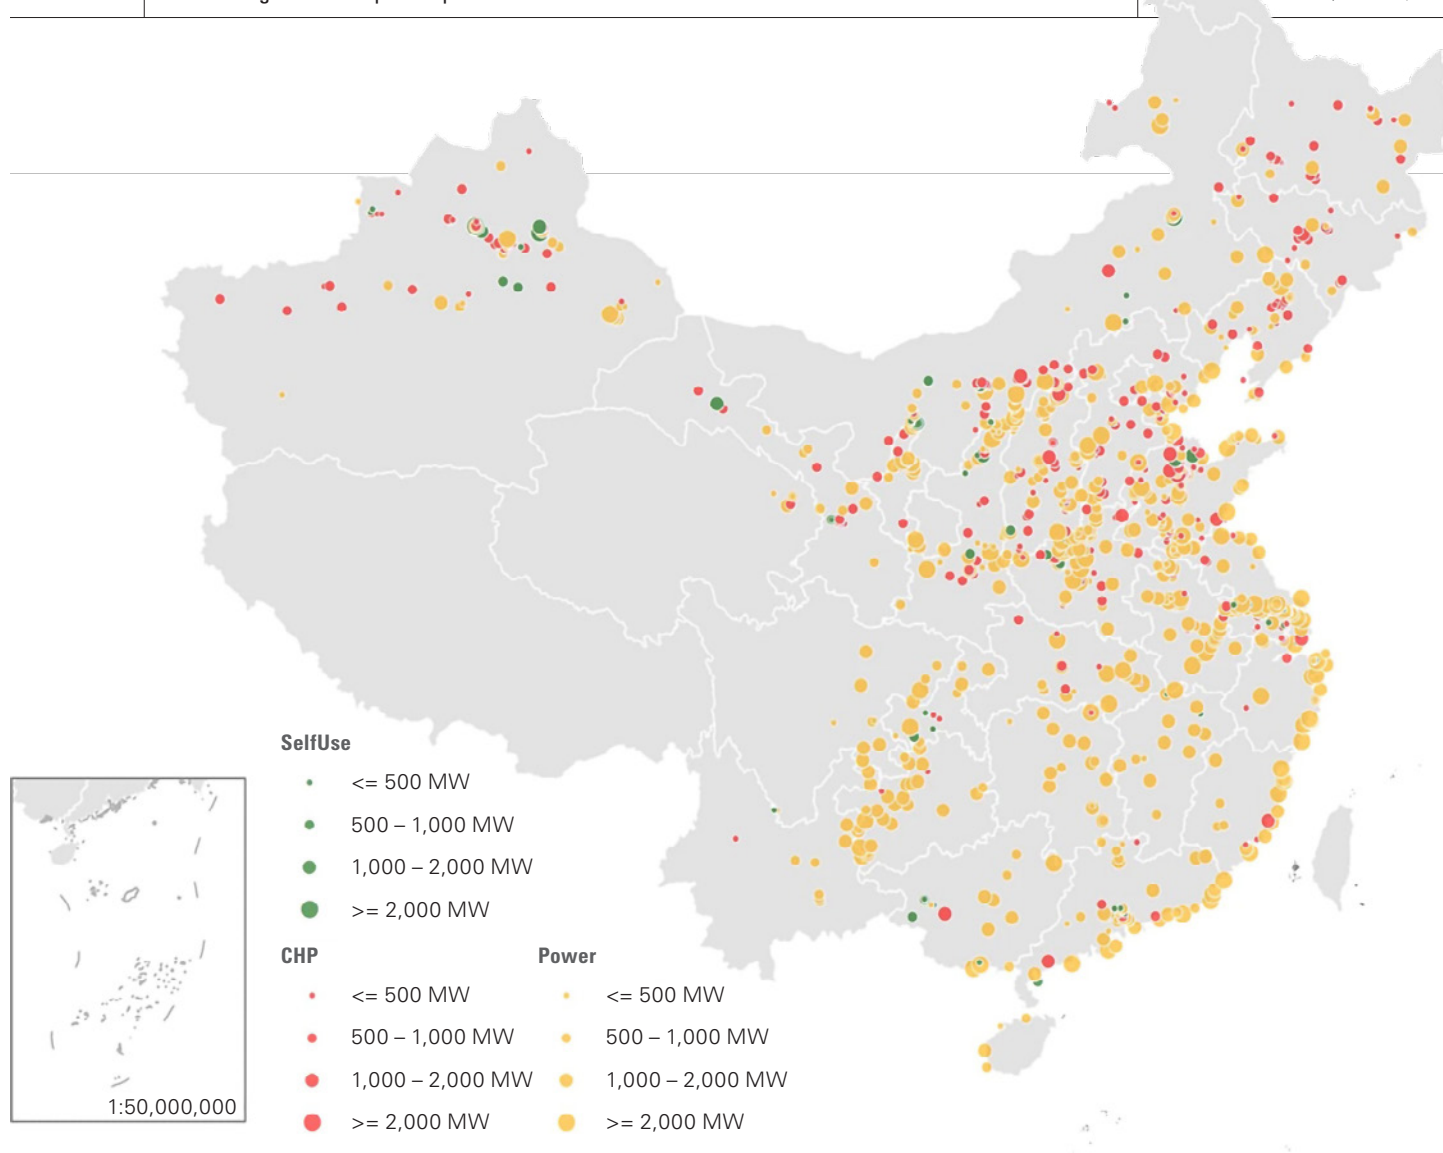 SelfUse
<= 500 MW
500 – 1,000 MW
1,000 – 2,000 MW
>= 2,000 MW
CHP
<= 500 MW
500 – 1,000 MW
1,000 – 2,000 MW
>= 2,000 MW
Power
<= 500 MW
500 – 1,000 MW
1,000 – 2,000 MW
>= 2,000 MW
1:50,000,000